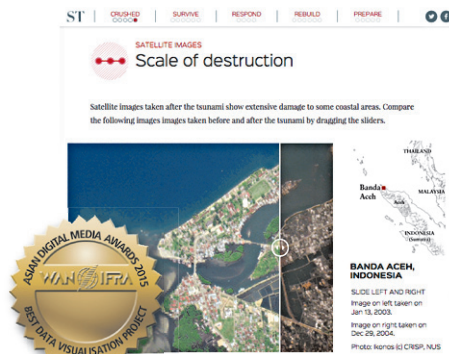 ST
CRUSHED
SURVIVE
RESPOND
REBUILD
PREPARE
SATELLITE IMAGES
Scale of destruction
Satellite images taken after the tsunami show extensive damage to some coastal areas. Compare
the following images images taken before and after the tsunami by dragging the sliders.
THAILAND
MALAYSIA
Banda
Aceh
Aceh
INDONESIA
(Sumatra)
BANDA ACEH,
INDONESIA
SLIDE LEFT AND RIGHT
Image on left taken on
Jan 13, 2003.
Image on right taken on
Dec 29, 2004.
Photo: Ikonos (c) CRISP, NUS
ASIAN DIGITAL MEDIA AWARDS 2015
WAN IFRA
BEST DATA VISUALISATION PROJECT